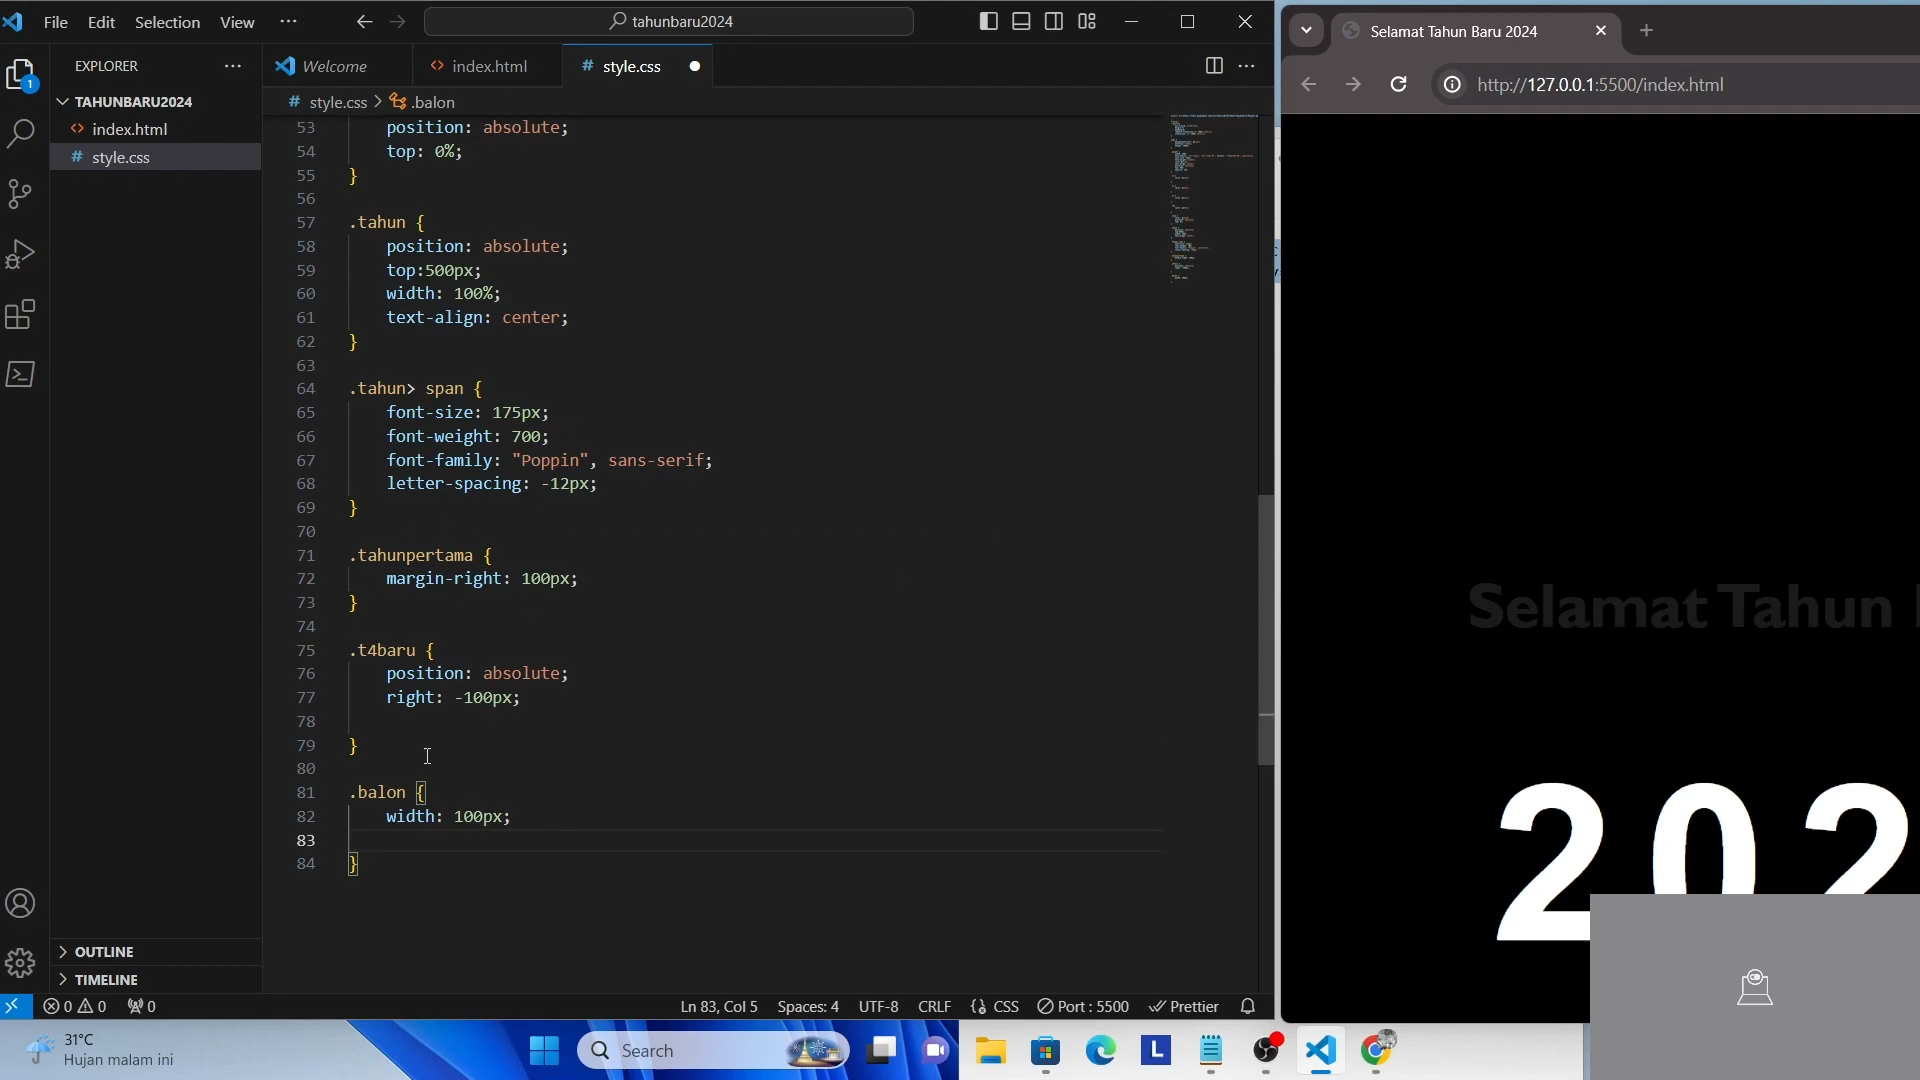 File Edit Selection View ···
tahunbaru2024
EXPLORER ···
TAHUNBARU2024
<> index.html
# style.css
OUTLINE
TIMELINE
1
Welcome
<> index.html
# style.css
# style.css > .balon
53 position: absolute;
54 top: 0%;
55 }
56
57 .tahun {
58 position: absolute;
59 top:500px;
60 width: 100%;
61 text-align: center;
62 }
63
64 .tahun> span {
65 font-size: 175px;
66 font-weight: 700;
67 font-family: "Poppin", sans-serif;
68 letter-spacing: -12px;
69 }
70
71 .tahunpertama {
72 margin-right: 100px;
73 }
74
75 .t4baru {
76 position: absolute;
77 right: -100px;
78
79 }
80
81 .balon {
82 width: 100px;
83
84 }
0 0 0
Ln 83, Col 5 Spaces: 4 UTF-8 CRLF {} CSS Port : 5500 Prettier
Selamat Tahun Baru 2024
http://127.0.0.1:5500/index.html
Selamat Tahun
202
31°C
Hujan malam ini
Search
L